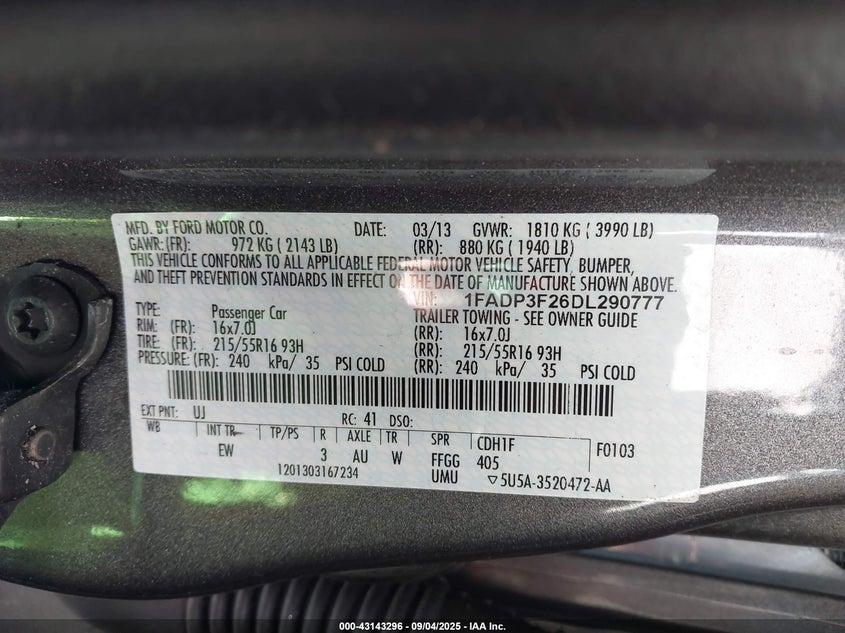 MFD. BY FORD MOTOR CO. DATE: 03/13 GVWR: 1810 KG ( 3990 LB)
GAWR: (FR): 972 KG ( 2143 LB) (RR): 880 KG ( 1940 LB)
THIS VEHICLE CONFORMS TO ALL APPLICABLE FEDERAL MOTOR VEHICLE SAFETY, BUMPER,
AND THEFT PREVENTION STANDARDS IN EFFECT ON THE DATE OF MANUFACTURE SHOWN ABOVE.
VIN: 1FADP3F26DL290777
TYPE: Passenger Car TRAILER TOWING - SEE OWNER GUIDE
RIM: (FR): 16x7.0J (RR): 16x7.0J
TIRE: (FR): 215/55R16 93H (RR): 215/55R16 93H
PRESSURE: (FR): 240 kPa/ 35 PSI COLD (RR): 240 kPa/ 35 PSI COLD
EXT PNT: UJ RC: 41 DSO:
WB INT TR TP/PS R AXLE TR SPR CDH1F F0103
EW 3 AU W FFGG 405
1201303167234 UMU ▽5U5A-3520472-AA
000-43143296 - 09/04/2025 - IAA Inc.